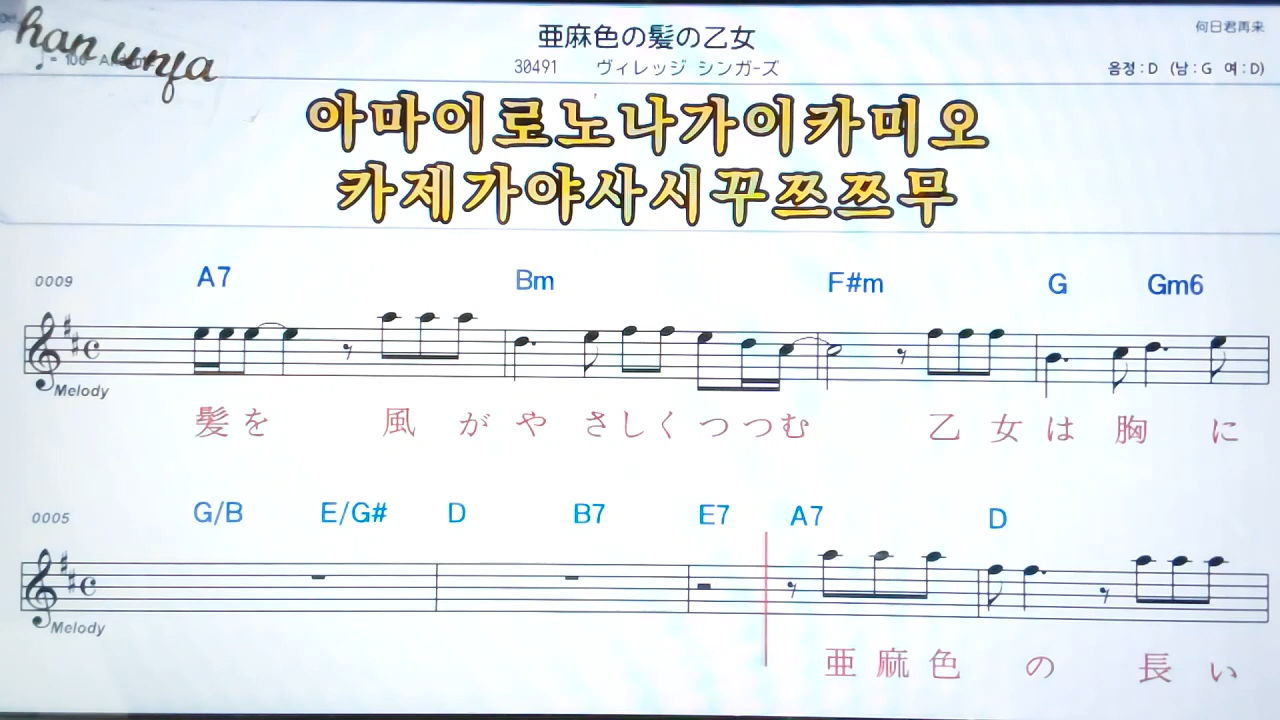 han unfa
亜麻色の髪の乙女
何日君再来
30491 ヴィレッジ シンガーズ
음정 : D (남 : G 여 : D)
아마이로노나가이카미오
카제가야사시꾸쯔쯔무
0009 A7 Bm F#m G Gm6
Melody
髪を 風がやさしくつつむ 乙女は胸に
0005 G/B E/G# D B7 E7 A7 D
Melody
亜麻色の長い